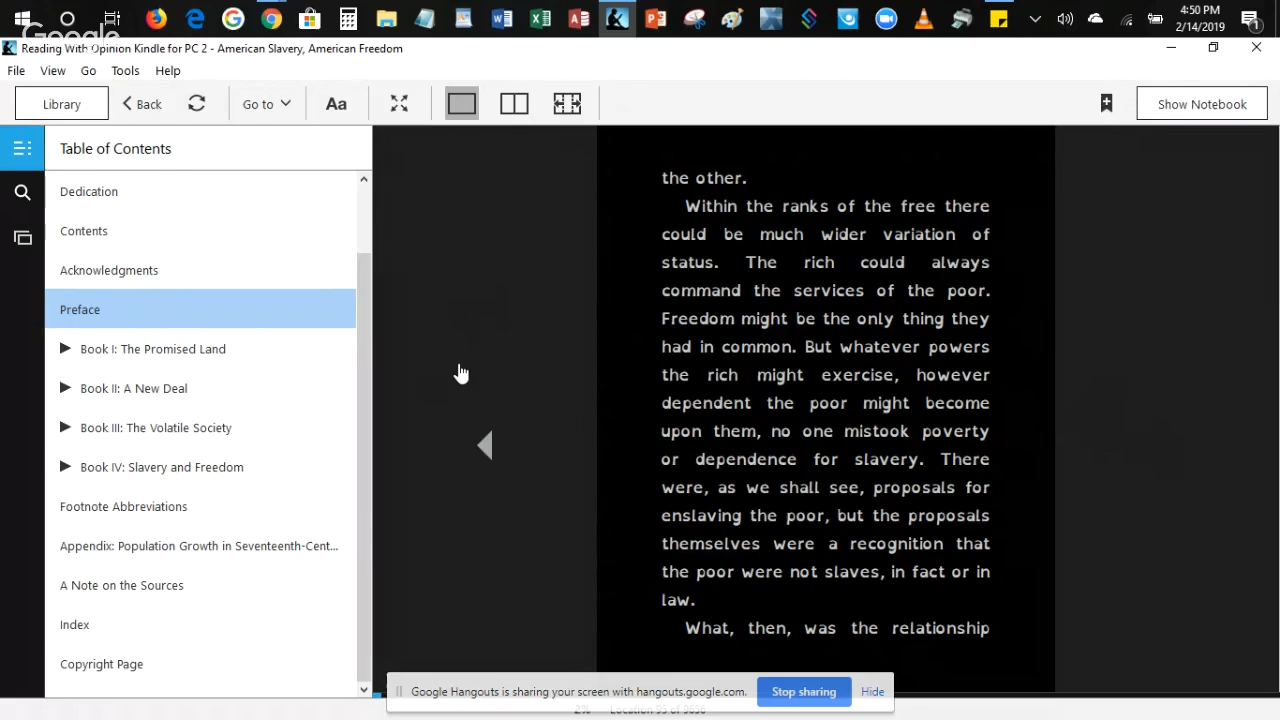 4:50 PM
2/14/2019
1
Google
Reading With Opinion Kindle for PC 2 - American Slavery, American Freedom
File View Go Tools Help
Library Back Go to Aa Show Notebook
Table of Contents
Dedication
Contents
Acknowledgments
Preface
Book I: The Promised Land
Book II: A New Deal
Book III: The Volatile Society
Book IV: Slavery and Freedom
Footnote Abbreviations
Appendix: Population Growth in Seventeenth-Cent...
A Note on the Sources
Index
Copyright Page
the other.
Within the ranks of the free there
could be much wider variation of
status. The rich could always
command the services of the poor.
Freedom might be the only thing they
had in common. But whatever powers
the rich might exercise, however
dependent the poor might become
upon them, no one mistook poverty
or dependence for slavery. There
were, as we shall see, proposals for
enslaving the poor, but the proposals
themselves were a recognition that
the poor were not slaves, in fact or in
law.
What, then, was the relationship
Google Hangouts is sharing your screen with hangouts.google.com. Stop sharing Hide
2% Location 95 of 9656